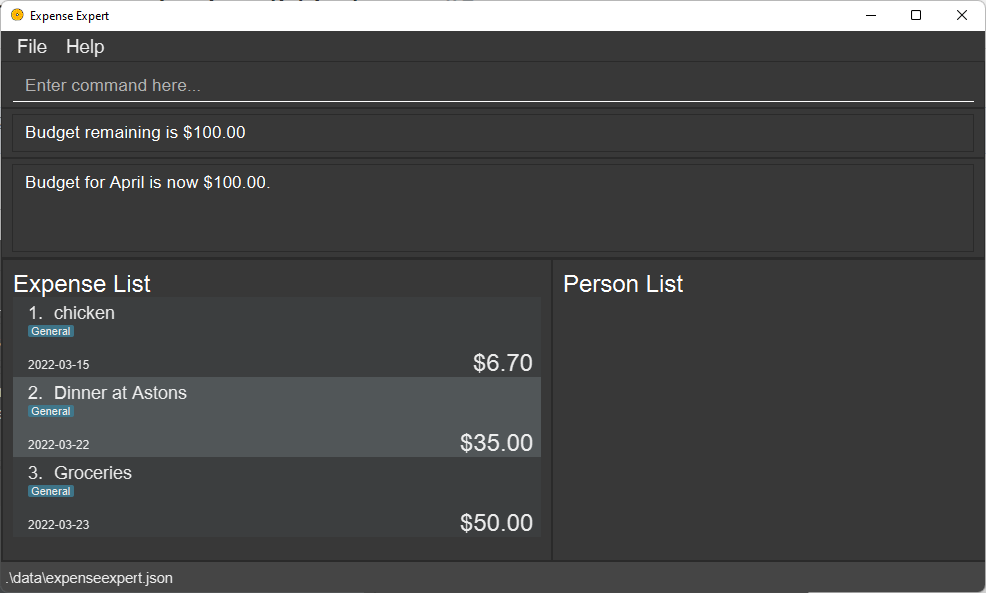 Expense Expert
File Help
Enter command here...
Budget remaining is $100.00
Budget for April is now $100.00.
Expense List
1. chicken
General
2022-03-15
$6.70
2. Dinner at Astons
General
2022-03-22
$35.00
3. Groceries
General
2022-03-23
$50.00
Person List
.\data\expenseexpert.json